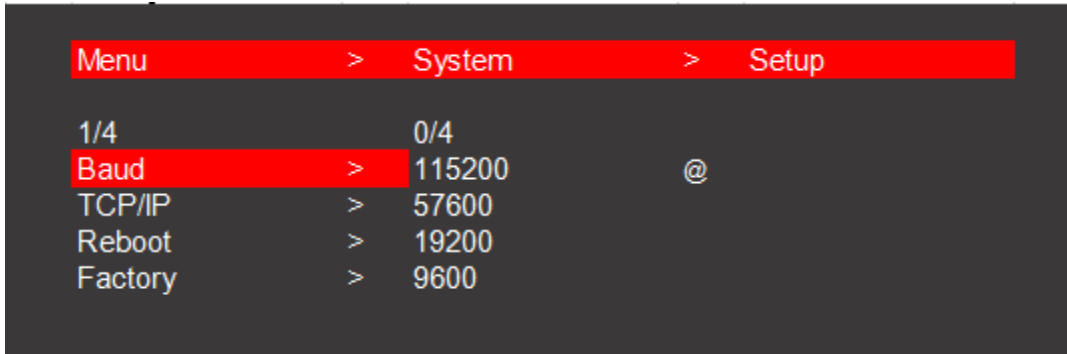 Menu > System > Setup
1/4 0/4
Baud > 115200 @
TCP/IP > 57600
Reboot > 19200
Factory > 9600